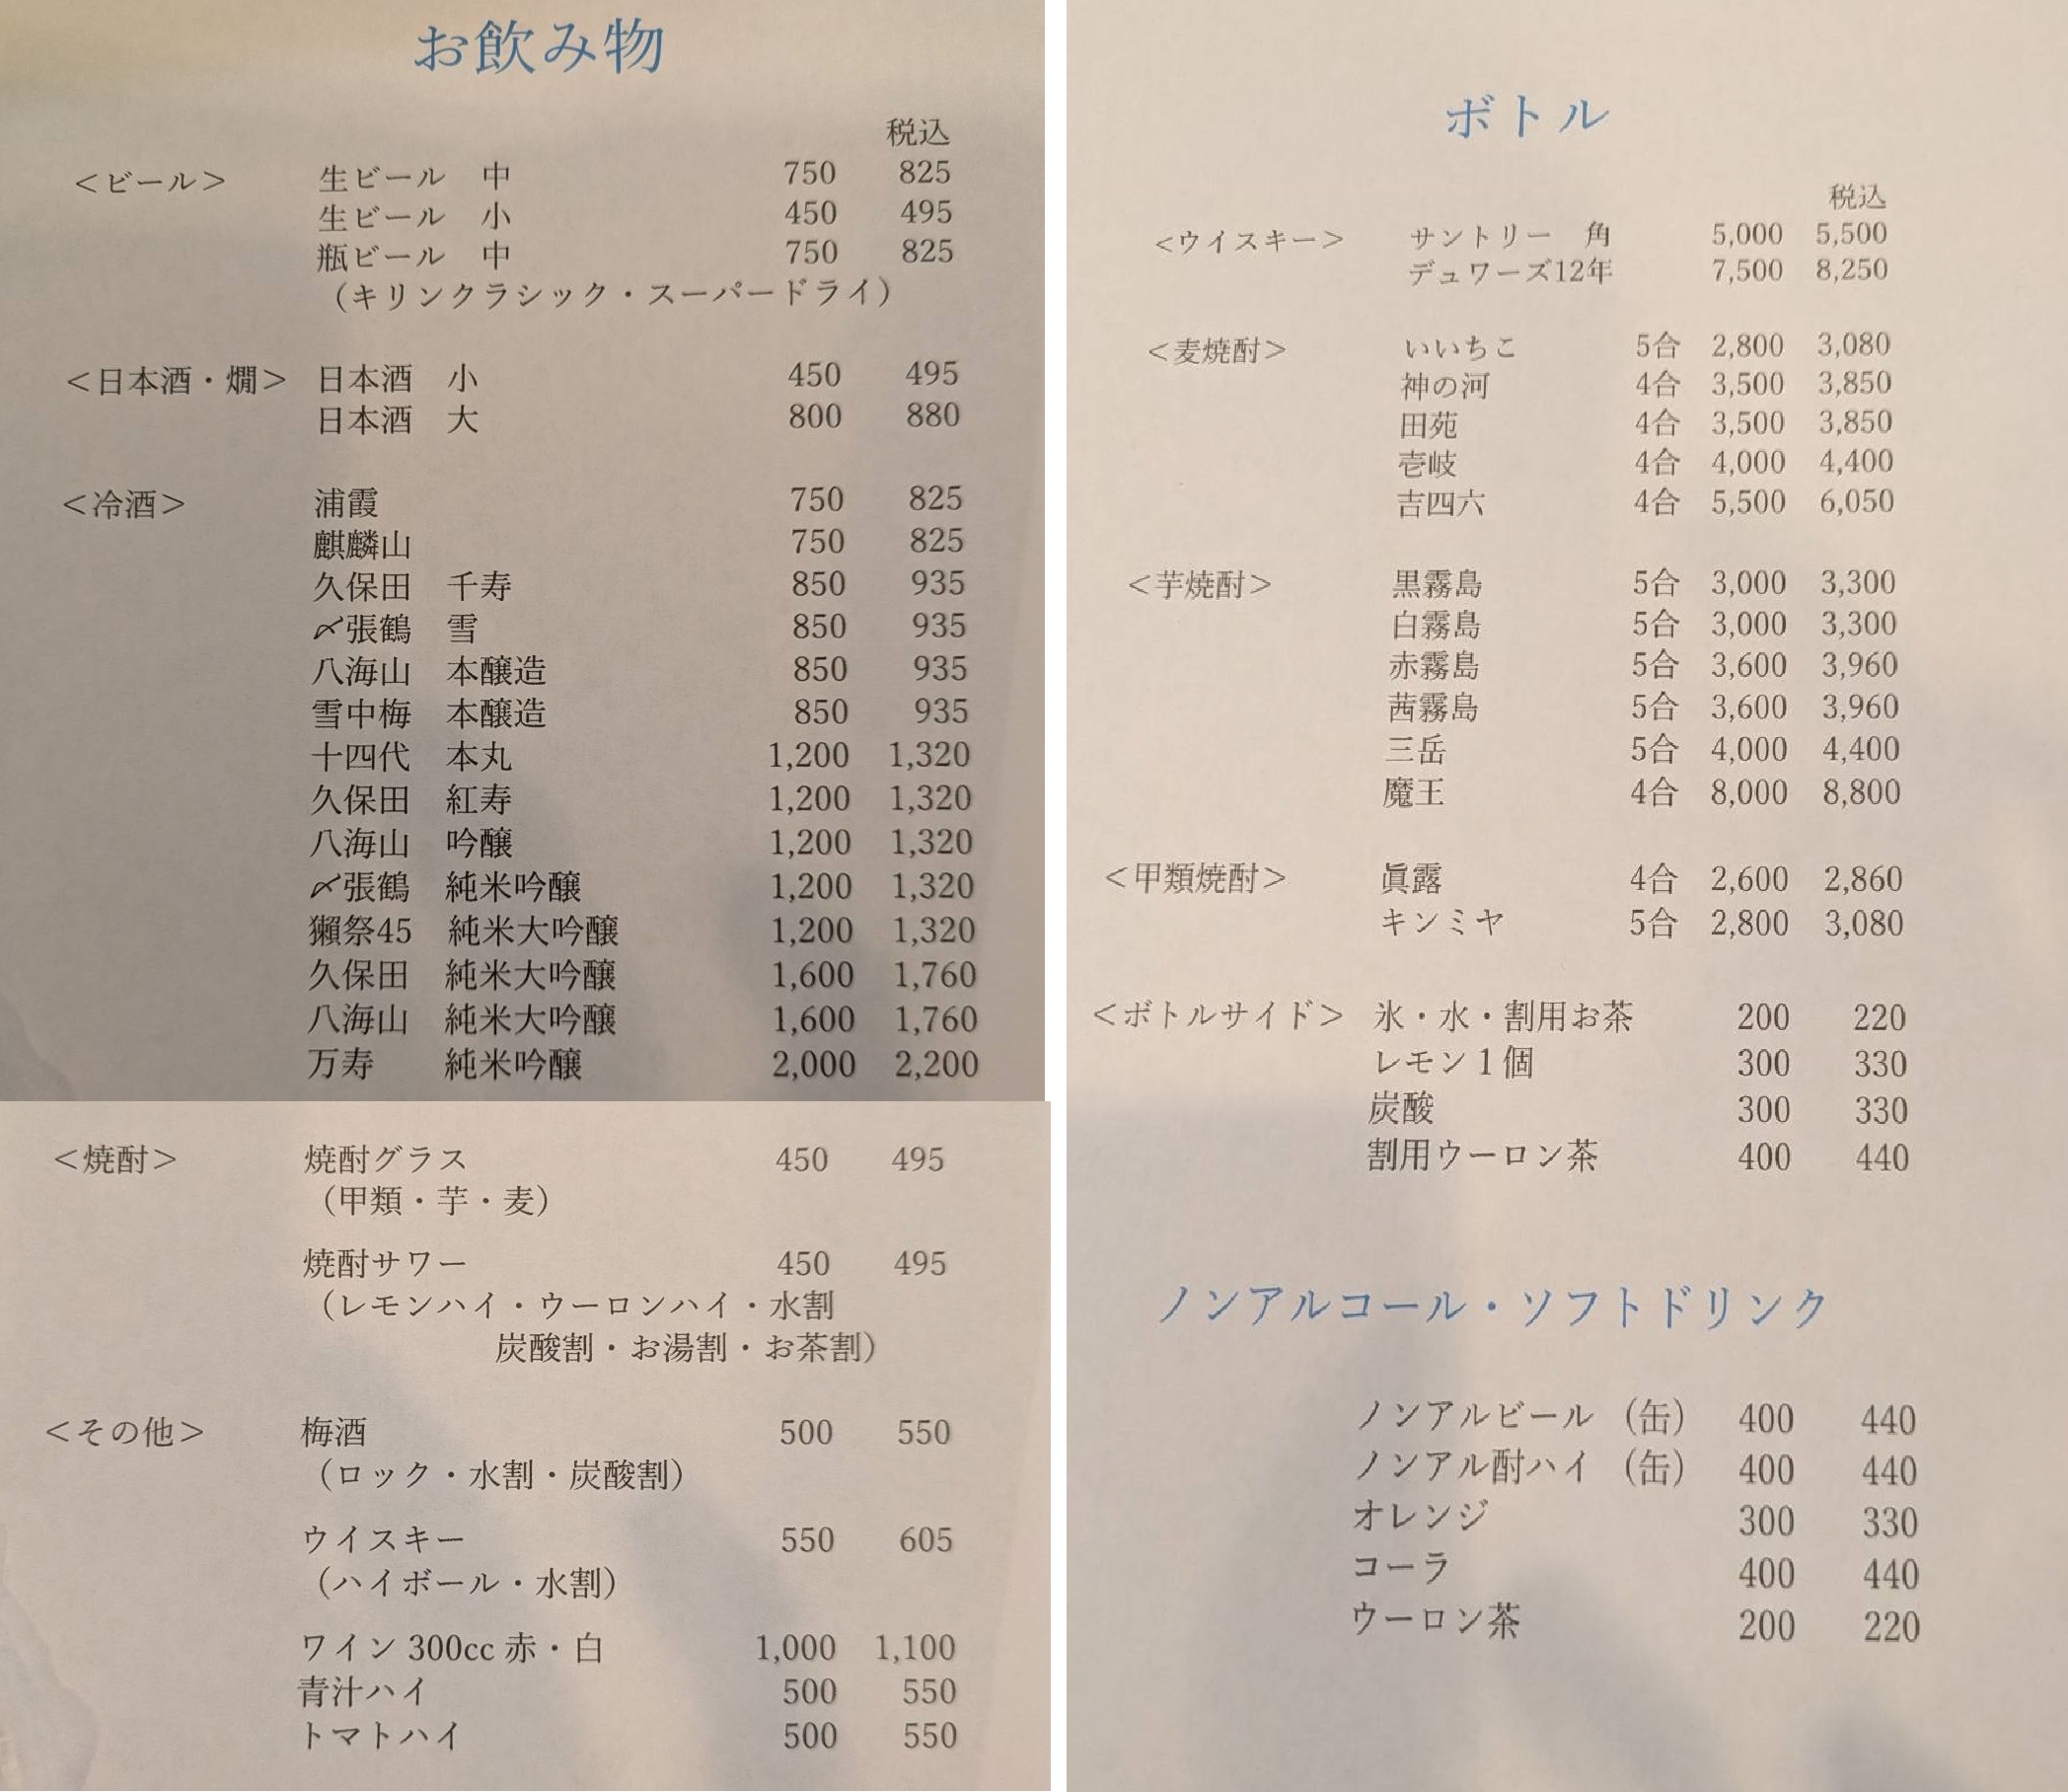 お飲み物
税込
＜ビール＞ 生ビール 中 750 825
生ビール 小 450 495
瓶ビール 中 750 825
（キリンクラシック・スーパードライ）
＜日本酒・燗＞ 日本酒 小 450 495
日本酒 大 800 880
＜冷酒＞ 浦霞 750 825
麒麟山 750 825
久保田 千寿 850 935
〆張鶴 雪 850 935
八海山 本醸造 850 935
雪中梅 本醸造 850 935
十四代 本丸 1,200 1,320
久保田 紅寿 1,200 1,320
八海山 吟醸 1,200 1,320
〆張鶴 純米吟醸 1,200 1,320
獺祭45 純米大吟醸 1,200 1,320
久保田 純米大吟醸 1,600 1,760
八海山 純米大吟醸 1,600 1,760
万寿 純米吟醸 2,000 2,200
＜焼酎＞ 焼酎グラス 450 495
（甲類・芋・麦）
焼酎サワー 450 495
（レモンハイ・ウーロンハイ・水割
炭酸割・お湯割・お茶割）
＜その他＞ 梅酒 500 550
（ロック・水割・炭酸割）
ウイスキー 550 605
（ハイボール・水割）
ワイン 300cc 赤・白 1,000 1,100
青汁ハイ 500 550
トマトハイ 500 550
ボトル
税込
＜ウイスキー＞ サントリー 角 5,000 5,500
デュワーズ12年 7,500 8,250
＜麦焼酎＞ いいちこ 5合 2,800 3,080
神の河 4合 3,500 3,850
田苑 4合 3,500 3,850
壱岐 4合 4,000 4,400
吉四六 4合 5,500 6,050
＜芋焼酎＞ 黒霧島 5合 3,000 3,300
白霧島 5合 3,000 3,300
赤霧島 5合 3,600 3,960
茜霧島 5合 3,600 3,960
三岳 5合 4,000 4,400
魔王 4合 8,000 8,800
＜甲類焼酎＞ 眞露 4合 2,600 2,860
キンミヤ 5合 2,800 3,080
＜ボトルサイド＞ 氷・水・割用お茶 200 220
レモン１個 300 330
炭酸 300 330
割用ウーロン茶 400 440
ノンアルコール・ソフトドリンク
ノンアルビール （缶） 400 440
ノンアル酎ハイ （缶） 400 440
オレンジ 300 330
コーラ 400 440
ウーロン茶 200 220